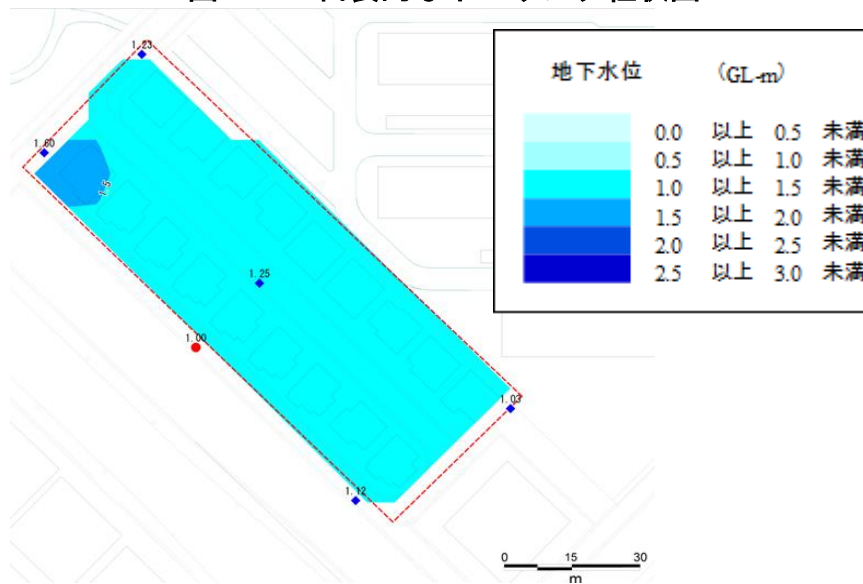 1.23
1.60
1.5
1.25
1.00
1.03
1.12
地下水位 (GL-m)
0.0 以上 0.5 未満
0.5 以上 1.0 未満
1.0 以上 1.5 未満
1.5 以上 2.0 未満
2.0 以上 2.5 未満
2.5 以上 3.0 未満
0 15 30
m